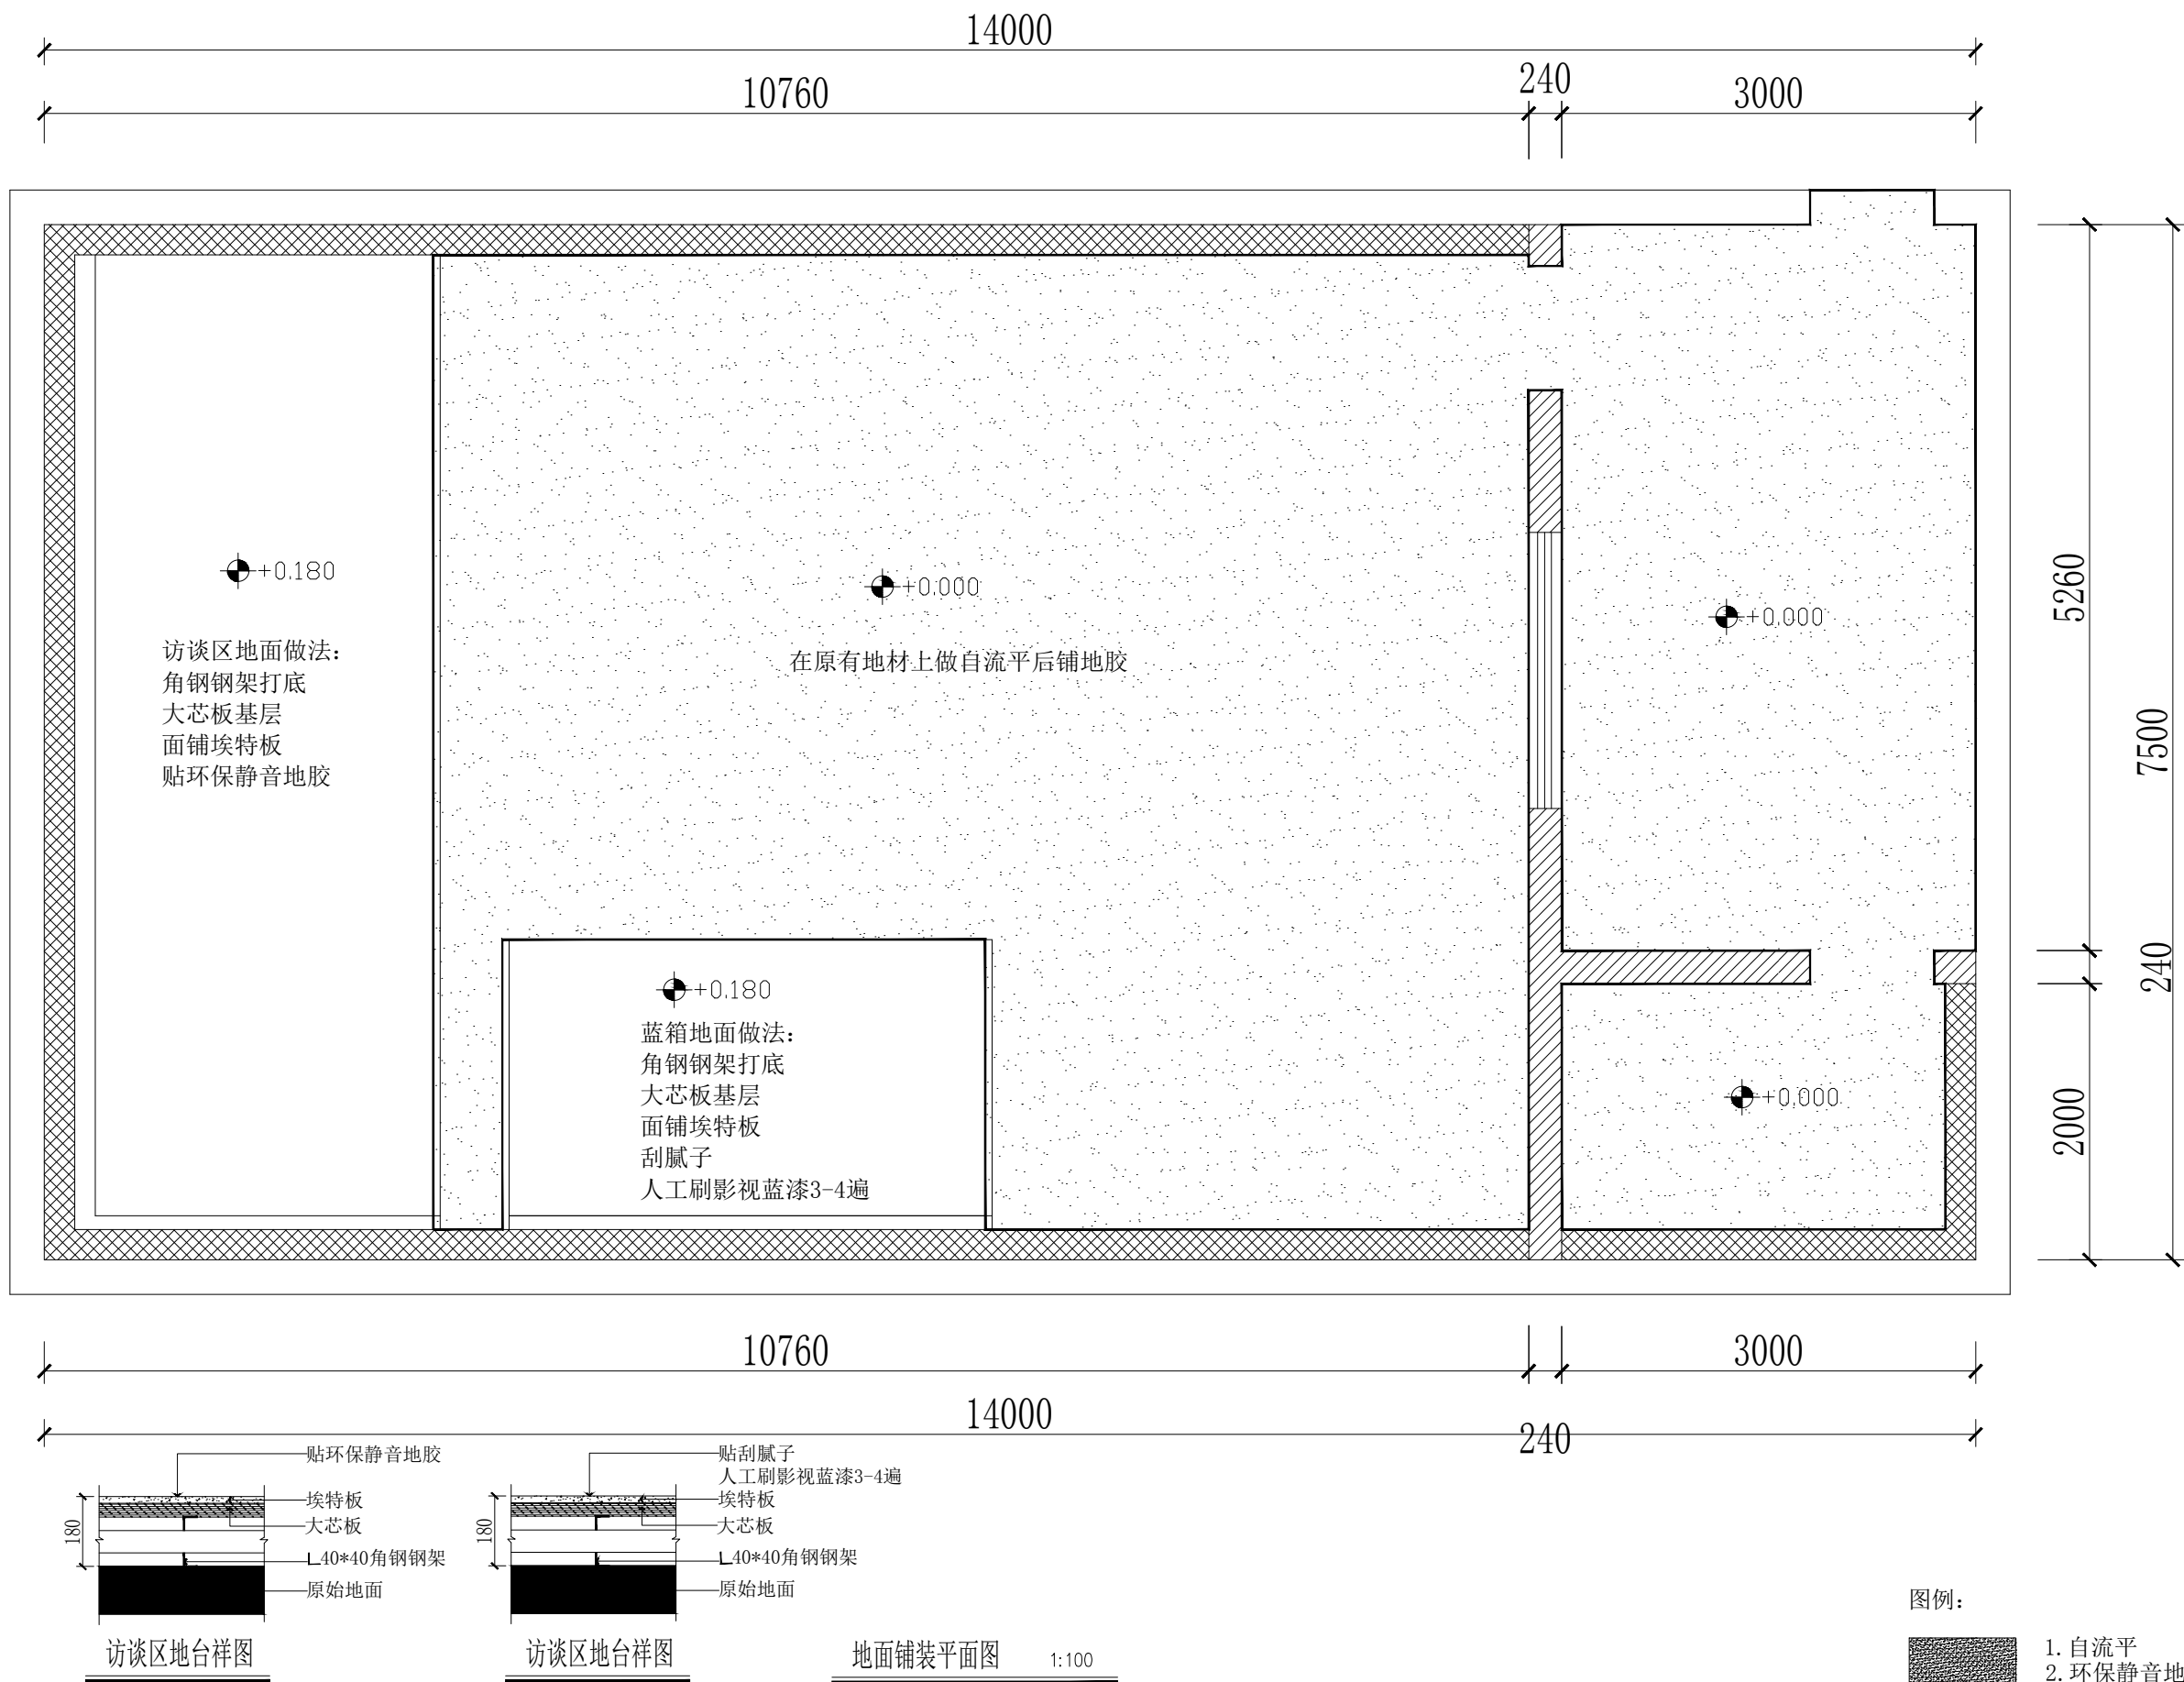 14000
10760
240
3000
+0.180
+0.000
+0.000
访谈区地面做法:
角钢钢架打底
大芯板基层
面铺埃特板
贴环保静音地胶
在原有地材上做自流平后铺地胶
5260
7500
240
2000
+0.180
蓝箱地面做法:
角钢钢架打底
大芯板基层
面铺埃特板
刮腻子
人工刷影视蓝漆3-4遍
+0.000
10760
3000
14000
240
贴环保静音地胶
埃特板
大芯板
L40*40角钢钢架
原始地面
180
访谈区地台样图
贴刮腻子
人工刷影视蓝漆3-4遍
埃特板
大芯板
L40*40角钢钢架
原始地面
180
访谈区地台样图
地面铺装平面图 1:100
图例:
1.自流平
2.环保静音地